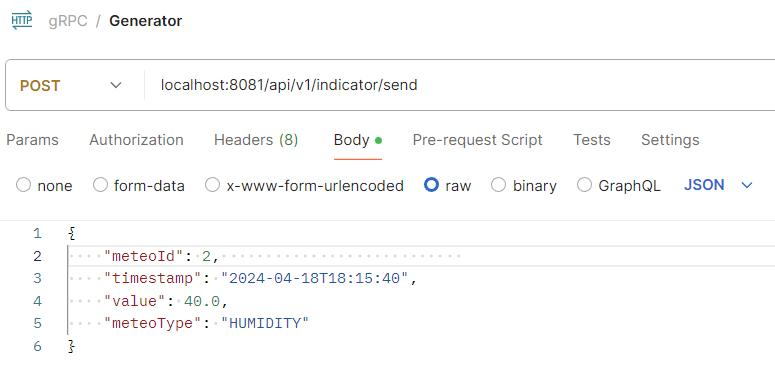 HTTP gRPC / Generator
POST localhost:8081/api/v1/indicator/send
Params Authorization Headers (8) Body Pre-request Script Tests Settings
none form-data x-www-form-urlencoded raw binary GraphQL JSON
1 {
2 "meteoId": 2,
3 "timestamp": "2024-04-18T18:15:40",
4 "value": 40.0,
5 "meteoType": "HUMIDITY"
6 }